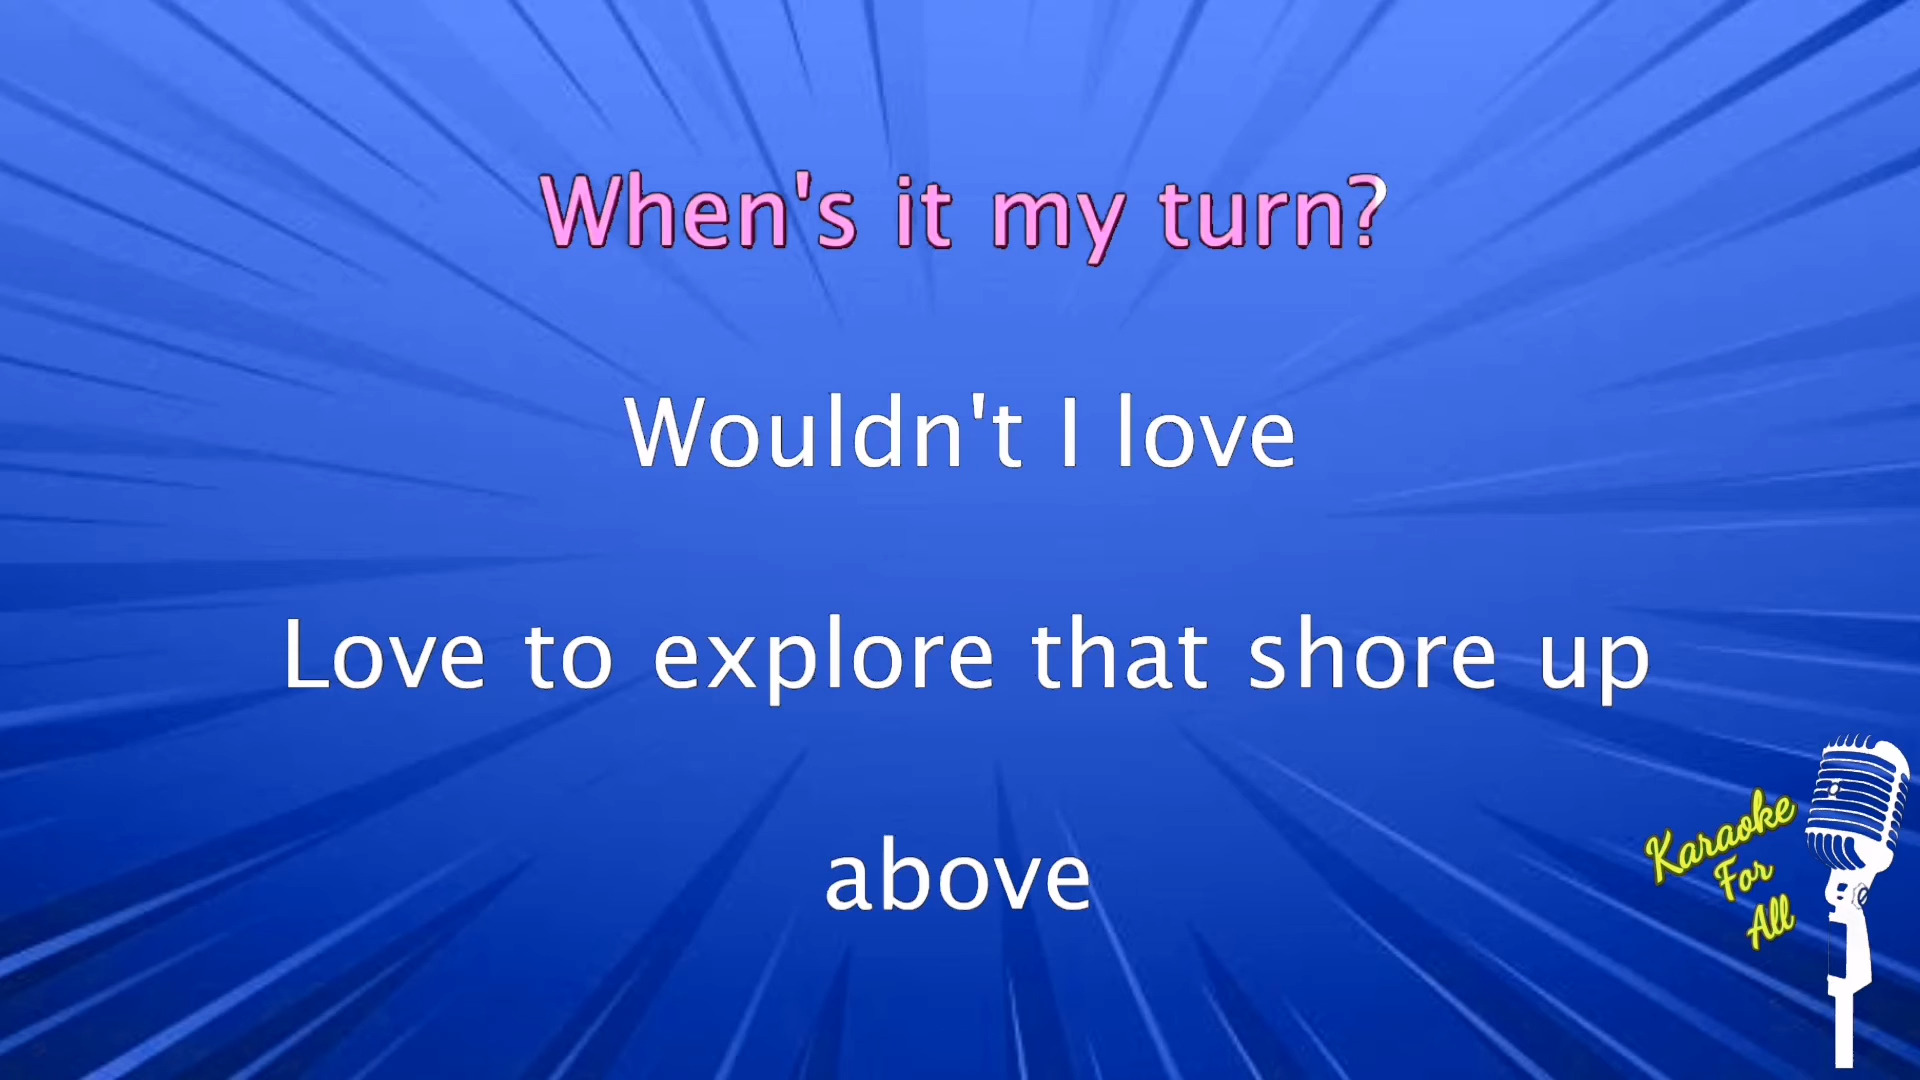 When's it my turn?
Wouldn't I love
Love to explore that shore up
above
Karaoke
For
All